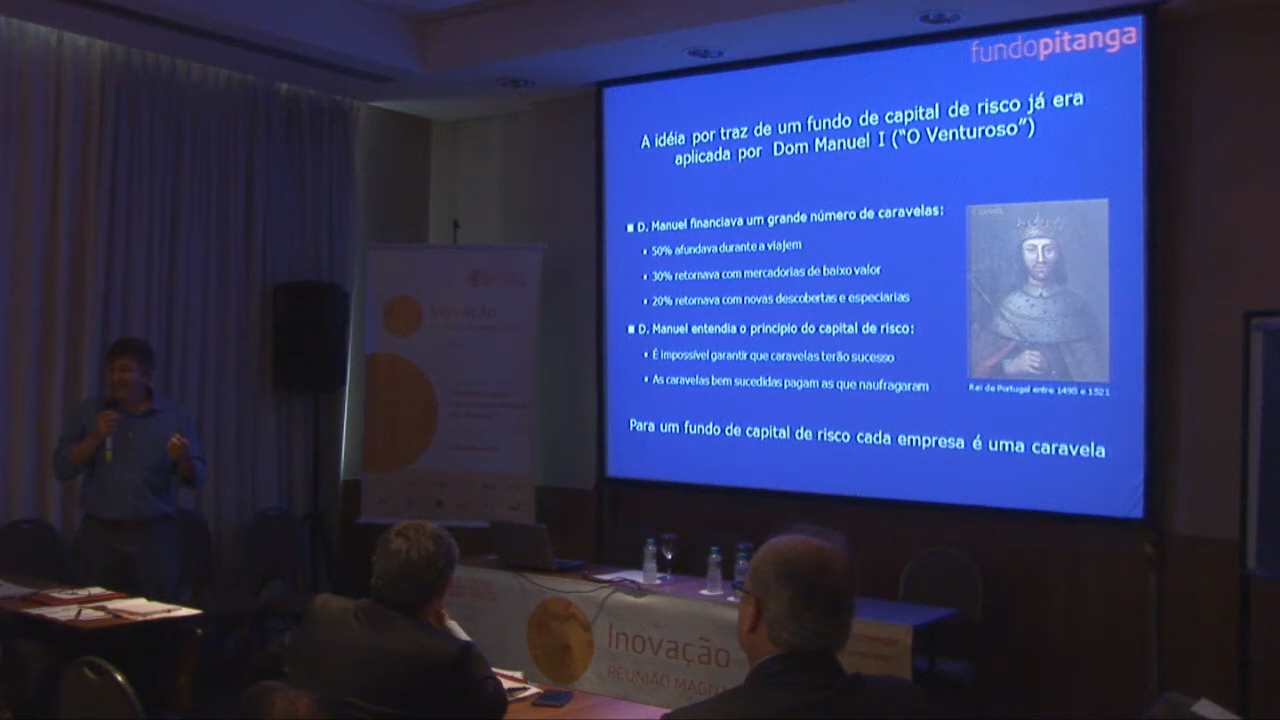 fundopitanga
A idéia por traz de um fundo de capital de risco já era
aplicada por Dom Manuel I ("O Venturoso")
D. Manuel financiava um grande número de caravelas:
50% afundava durante a viajem
30% retornava com mercadorias de baixo valor
20% retornava com novas descobertas e especiarias
D. Manuel entendia o principio do capital de risco:
É impossível garantir que caravelas terão sucesso
As caravelas bem sucedidas pagam as que naufragaram
Rei de Portugal entre 1495 e 1521
Para um fundo de capital de risco cada empresa é uma caravela
Inovação
Inovação
REUNIÃO MAGNA